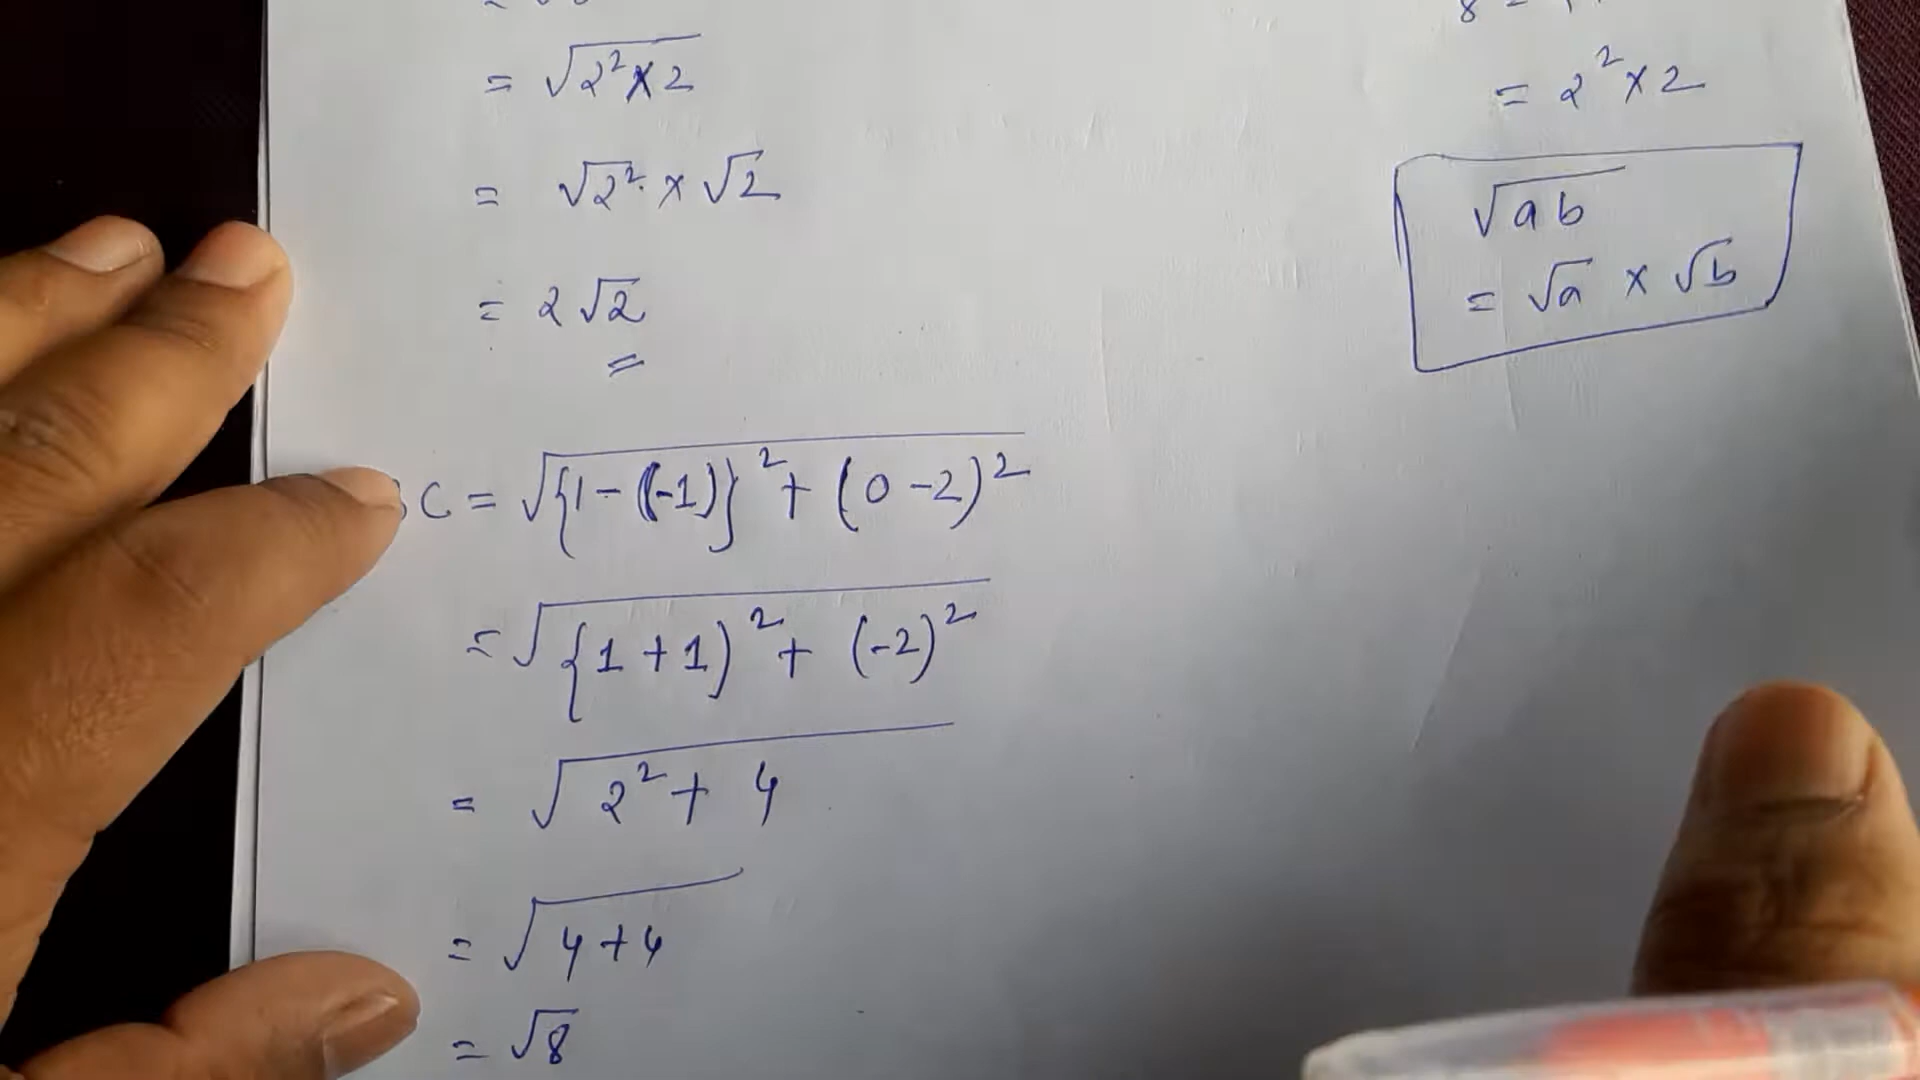 = √2² × 2
= √2² × √2
= 2√2
BC = √{1-(-1)}² + (0-2)²
= √{1+1)² + (-2)²
= √2² + 4
= √4+4
= √8
= 2² × 2
√ab
= √a × √b